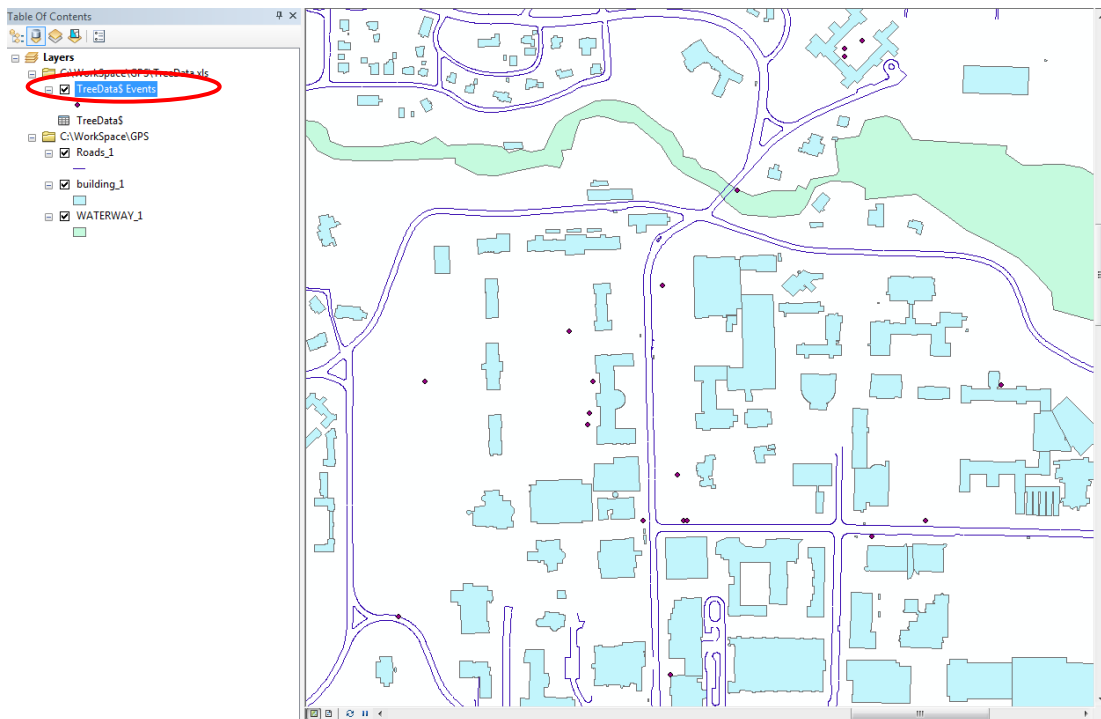 Table Of Contents
Layers
C:\WorkSpace\GPS\TreeData.xls
TreeData$ Events
TreeData$
C:\WorkSpace\GPS
Roads_1
building_1
WATERWAY_1